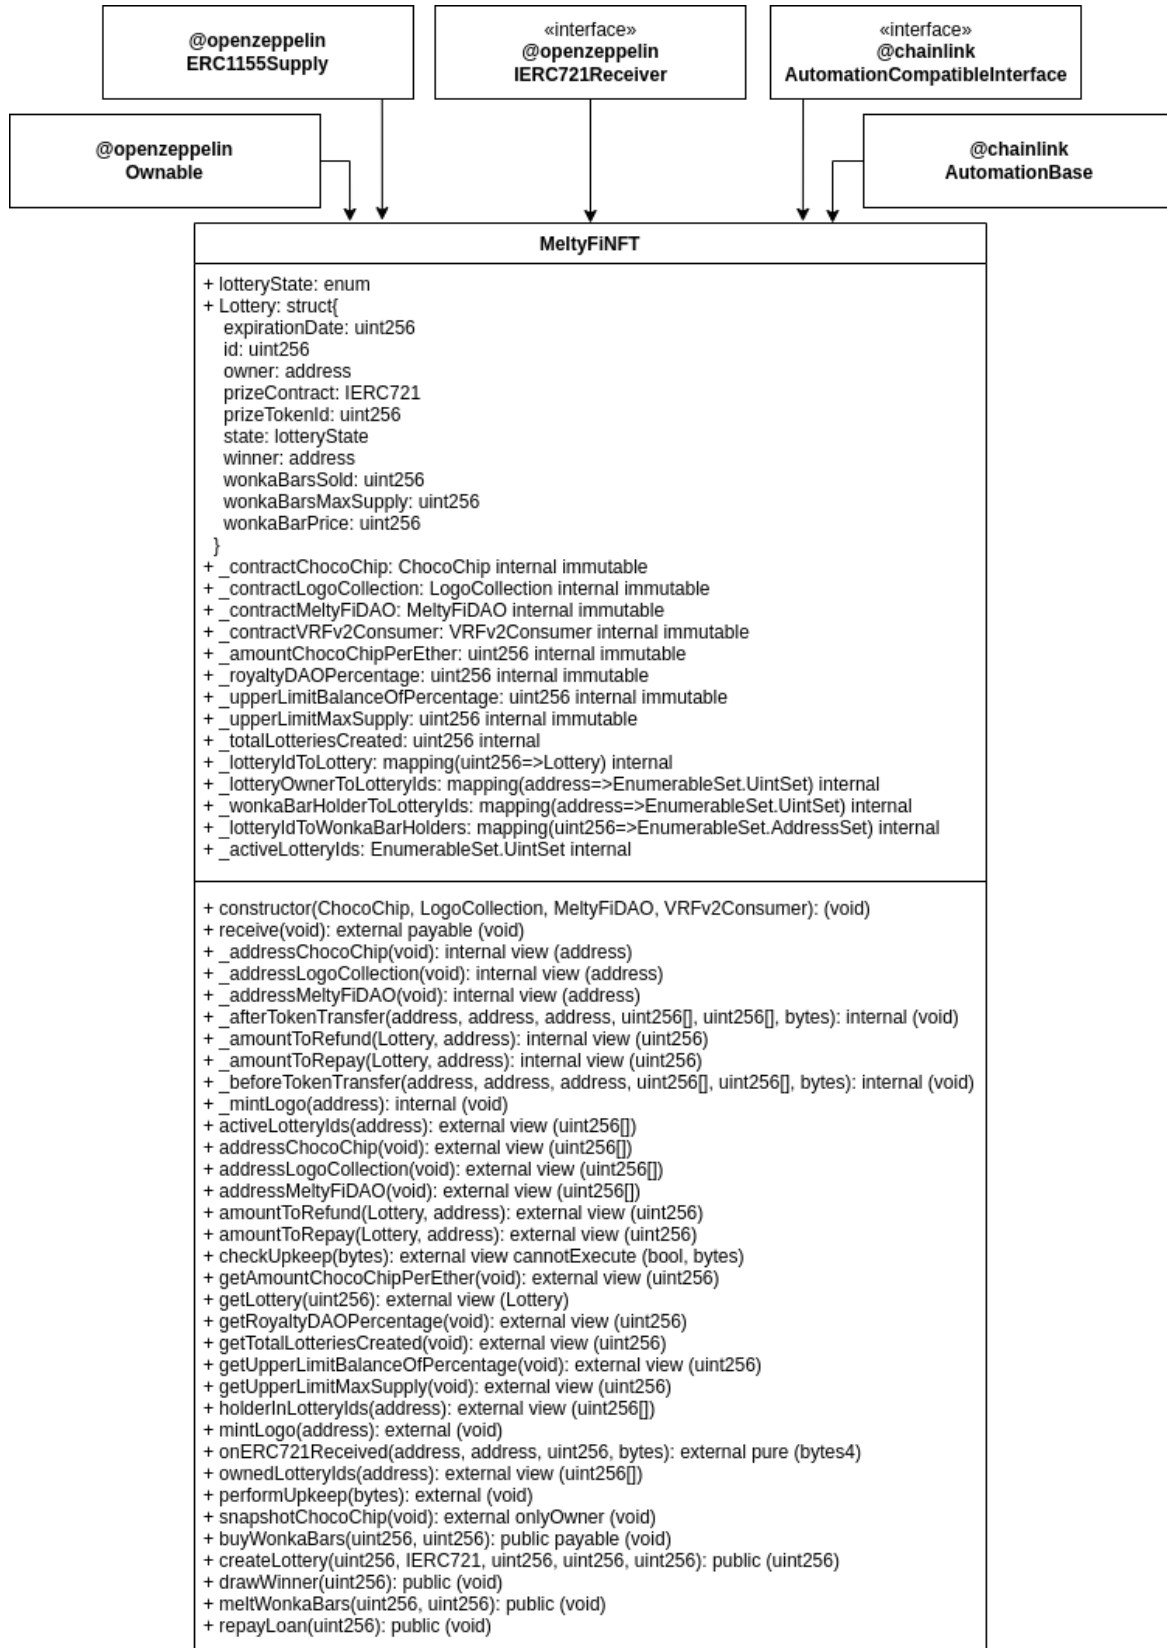 @openzeppelin
ERC1155Supply
«interface»
@openzeppelin
IERC721Receiver
«interface»
@chainlink
AutomationCompatibleInterface
@openzeppelin
Ownable
@chainlink
AutomationBase
MeltyFiNFT
+ lotteryState: enum
+ Lottery: struct{
expirationDate: uint256
id: uint256
owner: address
prizeContract: IERC721
prizeTokenId: uint256
state: lotteryState
winner: address
wonkaBarsSold: uint256
wonkaBarsMaxSupply: uint256
wonkaBarPrice: uint256
}
+ _contractChocoChip: ChocoChip internal immutable
+ _contractLogoCollection: LogoCollection internal immutable
+ _contractMeltyFiDAO: MeltyFiDAO internal immutable
+ _contractVRFv2Consumer: VRFv2Consumer internal immutable
+ _amountChocoChipPerEther: uint256 internal immutable
+ _royaltyDAOPercentage: uint256 internal immutable
+ _upperLimitBalanceOfPercentage: uint256 internal immutable
+ _upperLimitMaxSupply: uint256 internal immutable
+ _totalLotteriesCreated: uint256 internal
+ _lotteryIdToLottery: mapping(uint256=>Lottery) internal
+ _lotteryOwnerToLotteryIds: mapping(address=>EnumerableSet.UintSet) internal
+ _wonkaBarHolderToLotteryIds: mapping(address=>EnumerableSet.UintSet) internal
+ _lotteryIdToWonkaBarHolders: mapping(uint256=>EnumerableSet.AddressSet) internal
+ _activeLotteryIds: EnumerableSet.UintSet internal
+ constructor(ChocoChip, LogoCollection, MeltyFiDAO, VRFv2Consumer): (void)
+ receive(void): external payable (void)
+ _addressChocoChip(void): internal view (address)
+ _addressLogoCollection(void): internal view (address)
+ _addressMeltyFiDAO(void): internal view (address)
+ _afterTokenTransfer(address, address, address, uint256[], uint256[], bytes): internal (void)
+ _amountToRefund(Lottery, address): internal view (uint256)
+ _amountToRepay(Lottery, address): internal view (uint256)
+ _beforeTokenTransfer(address, address, address, uint256[], uint256[], bytes): internal (void)
+ _mintLogo(address): internal (void)
+ activeLotteryIds(address): external view (uint256[])
+ addressChocoChip(void): external view (uint256[])
+ addressLogoCollection(void): external view (uint256[])
+ addressMeltyFiDAO(void): external view (uint256[])
+ amountToRefund(Lottery, address): external view (uint256)
+ amountToRepay(Lottery, address): external view (uint256)
+ checkUpkeep(bytes): external view cannotExecute (bool, bytes)
+ getAmountChocoChipPerEther(void): external view (uint256)
+ getLottery(uint256): external view (Lottery)
+ getRoyaltyDAOPercentage(void): external view (uint256)
+ getTotalLotteriesCreated(void): external view (uint256)
+ getUpperLimitBalanceOfPercentage(void): external view (uint256)
+ getUpperLimitMaxSupply(void): external view (uint256)
+ holderInLotteryIds(address): external view (uint256[])
+ mintLogo(address): external (void)
+ onERC721Received(address, address, uint256, bytes): external pure (bytes4)
+ ownedLotteryIds(address): external view (uint256[])
+ performUpkeep(bytes): external (void)
+ snapshotChocoChip(void): external onlyOwner (void)
+ buyWonkaBars(uint256, uint256): public payable (void)
+ createLottery(uint256, IERC721, uint256, uint256, uint256): public (uint256)
+ drawWinner(uint256): public (void)
+ meltWonkaBars(uint256, uint256): public (void)
+ repayLoan(uint256): public (void)